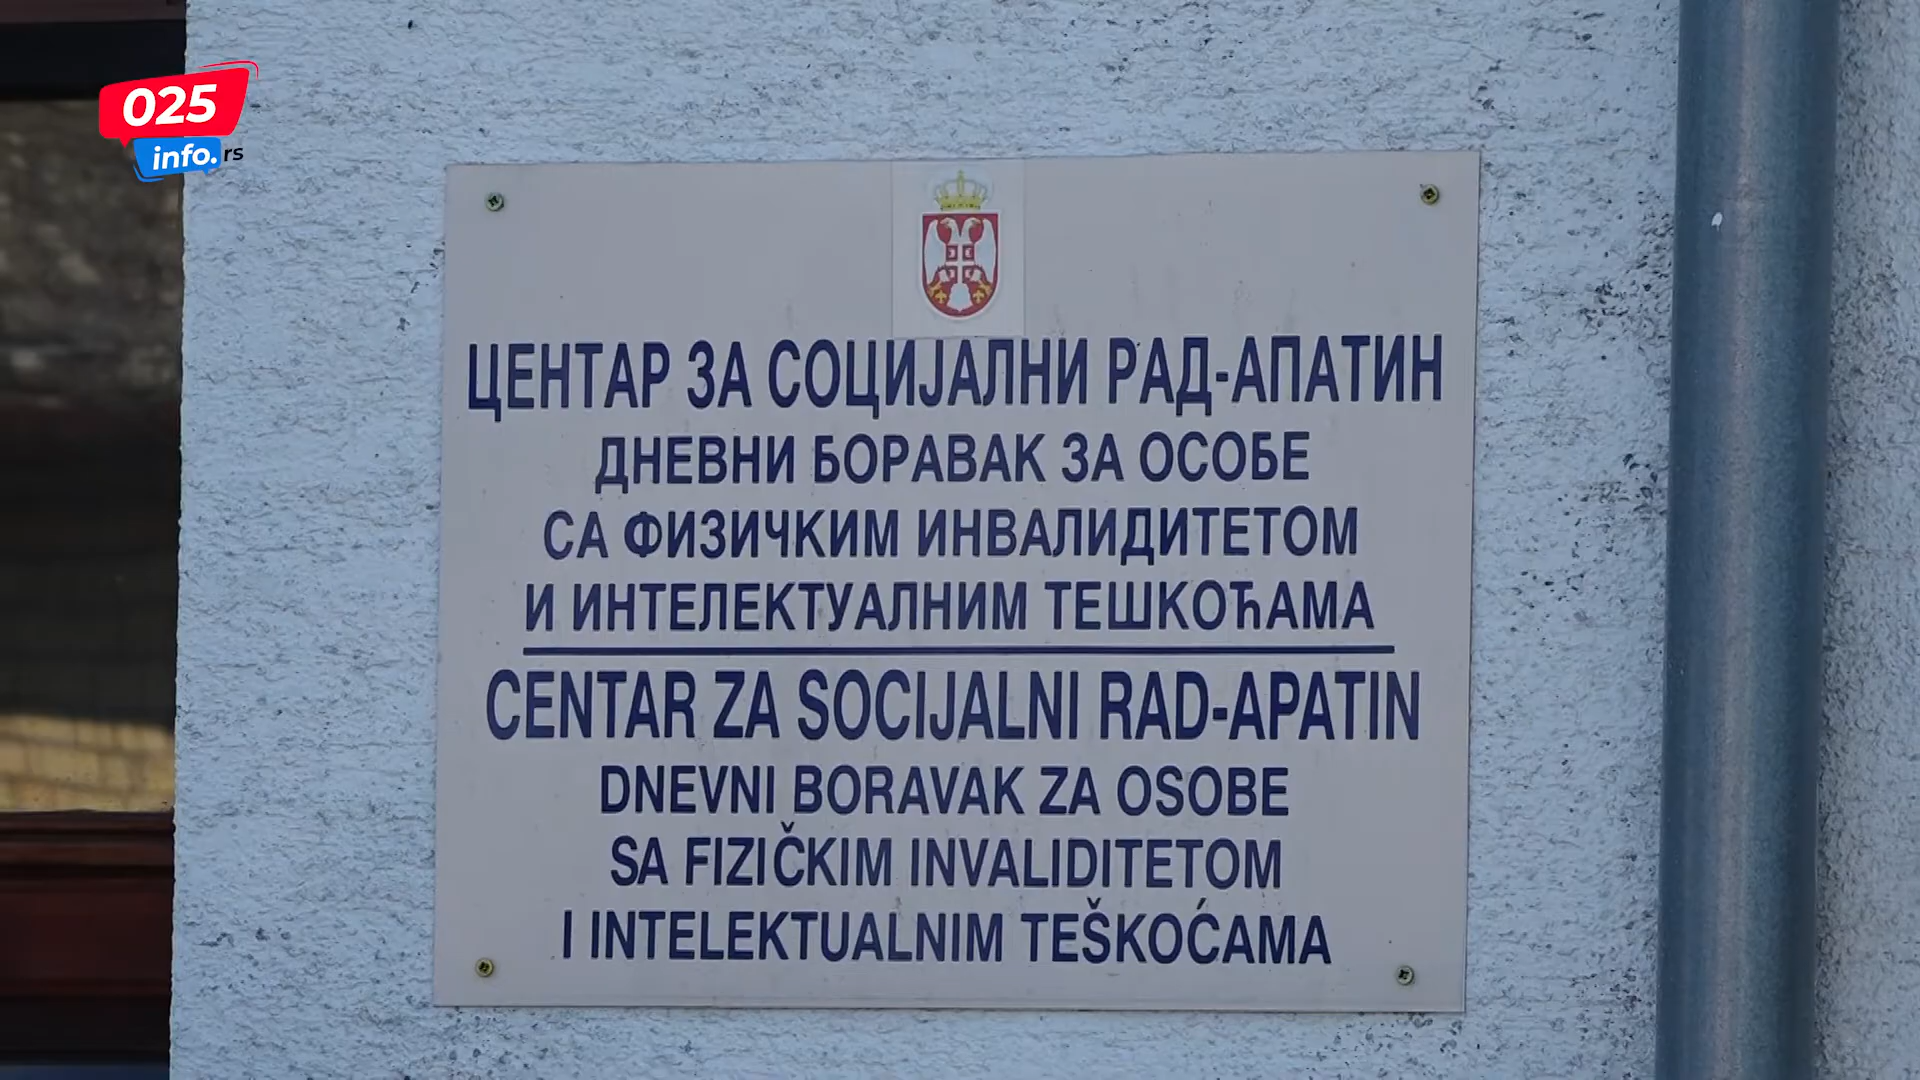 025
info.rs
ЦЕНТАР ЗА СОЦИЈАЛНИ РАД-АПАТИН
ДНЕВНИ БОРАВАК ЗА ОСОБЕ
СА ФИЗИЧКИМ ИНВАЛИДИТЕТОМ
И ИНТЕЛЕКТУАЛНИМ ТЕШКОЋАМА
CENTAR ZA SOCIJALNI RAD-APATIN
DNEVNI BORAVAK ZA OSOBE
SA FIZIČKIM INVALIDITETOM
I INTELEKTUALNIM TEŠKOĆAMA